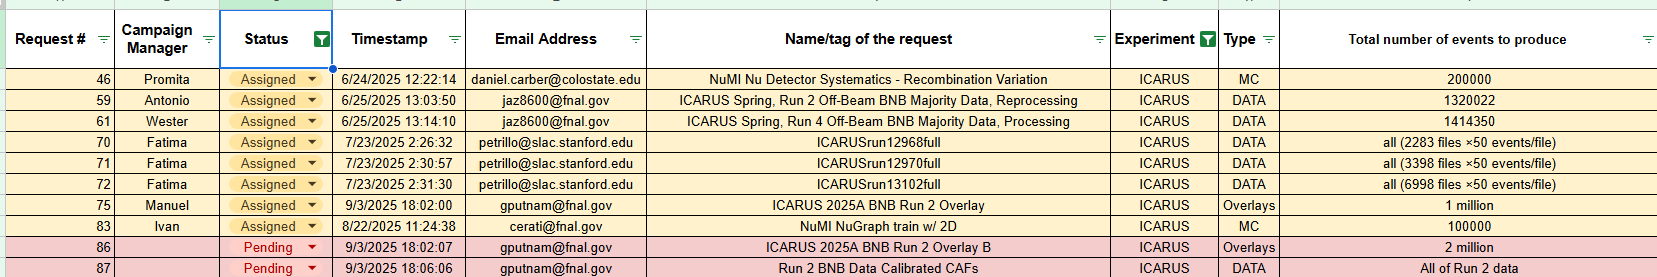 Request # Campaign Manager Status Timestamp Email Address Name/tag of the request Experiment Type Total number of events to produce
46 Promita Assigned 6/24/2025 12:22:14 daniel.carber@colostate.edu NuMI Nu Detector Systematics - Recombination Variation ICARUS MC 200000
59 Antonio Assigned 6/25/2025 13:03:50 jaz8600@fnal.gov ICARUS Spring, Run 2 Off-Beam BNB Majority Data, Reprocessing ICARUS DATA 1320022
61 Wester Assigned 6/25/2025 13:14:10 jaz8600@fnal.gov ICARUS Spring, Run 4 Off-Beam BNB Majority Data, Processing ICARUS DATA 1414350
70 Fatima Assigned 7/23/2025 2:26:32 petrillo@slac.stanford.edu ICARUSrun12968full ICARUS DATA all (2283 files ×50 events/file)
71 Fatima Assigned 7/23/2025 2:30:57 petrillo@slac.stanford.edu ICARUSrun12970full ICARUS DATA all (3398 files ×50 events/file)
72 Fatima Assigned 7/23/2025 2:31:30 petrillo@slac.stanford.edu ICARUSrun13102full ICARUS DATA all (6998 files ×50 events/file)
75 Manuel Assigned 9/3/2025 18:02:00 gputnam@fnal.gov ICARUS 2025A BNB Run 2 Overlay ICARUS Overlays 1 million
83 Ivan Assigned 8/22/2025 11:24:38 cerati@fnal.gov NuMI NuGraph train w/ 2D ICARUS MC 100000
86 Pending 9/3/2025 18:02:07 gputnam@fnal.gov ICARUS 2025A BNB Run 2 Overlay B ICARUS Overlays 2 million
87 Pending 9/3/2025 18:06:06 gputnam@fnal.gov Run 2 BNB Data Calibrated CAFs ICARUS DATA All of Run 2 data